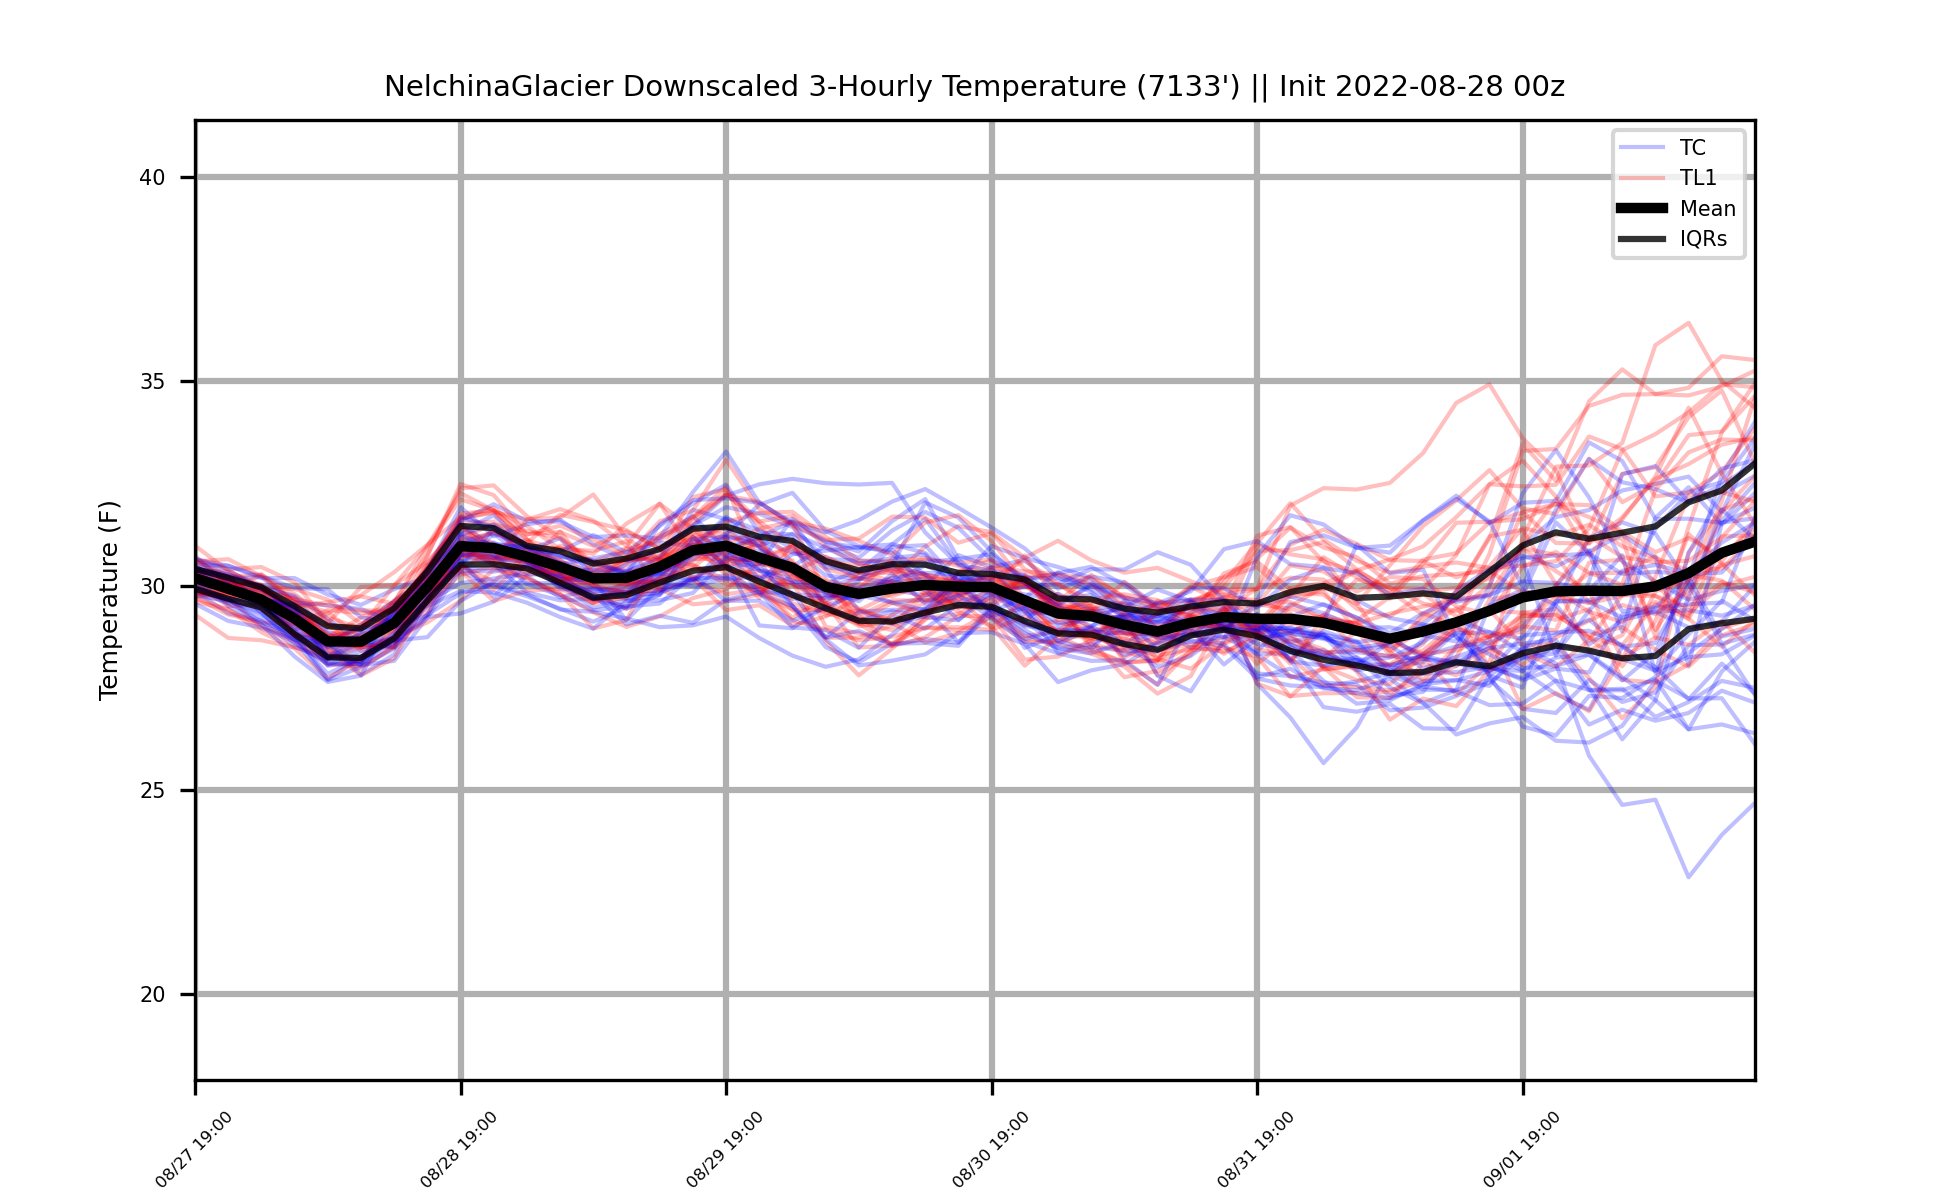 NelchinaGlacier Downscaled 3-Hourly Temperature (7133') || Init 2022-08-28 00z
TC
TL1
Mean
IQRs
Temperature (F)
40
35
30
25
20
08/27 19:00
08/28 19:00
08/29 19:00
08/30 19:00
08/31 19:00
09/01 19:00